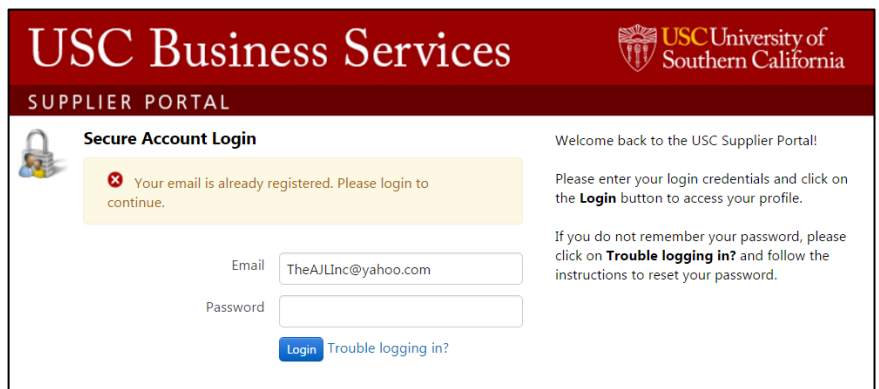 USC Business Services
USC University of
Southern California
SUPPLIER PORTAL
Secure Account Login
Your email is already registered. Please login to
continue.
Email
TheAJLInc@yahoo.com
Password
Login
Trouble logging in?
Welcome back to the USC Supplier Portal!
Please enter your login credentials and click on
the Login button to access your profile.
If you do not remember your password, please
click on Trouble logging in? and follow the
instructions to reset your password.